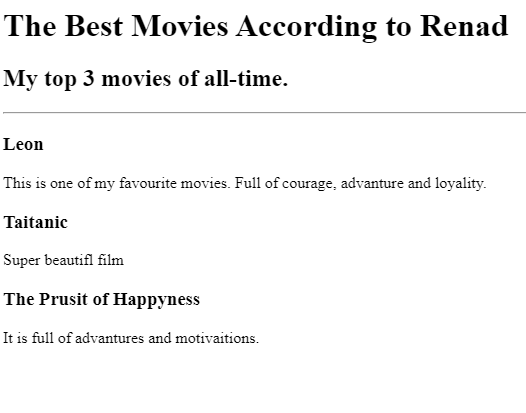 The Best Movies According to Renad
My top 3 movies of all-time.
Leon
This is one of my favourite movies. Full of courage, advanture and loyality.
Taitanic
Super beautifl film
The Prusit of Happyness
It is full of advantures and motivaitions.